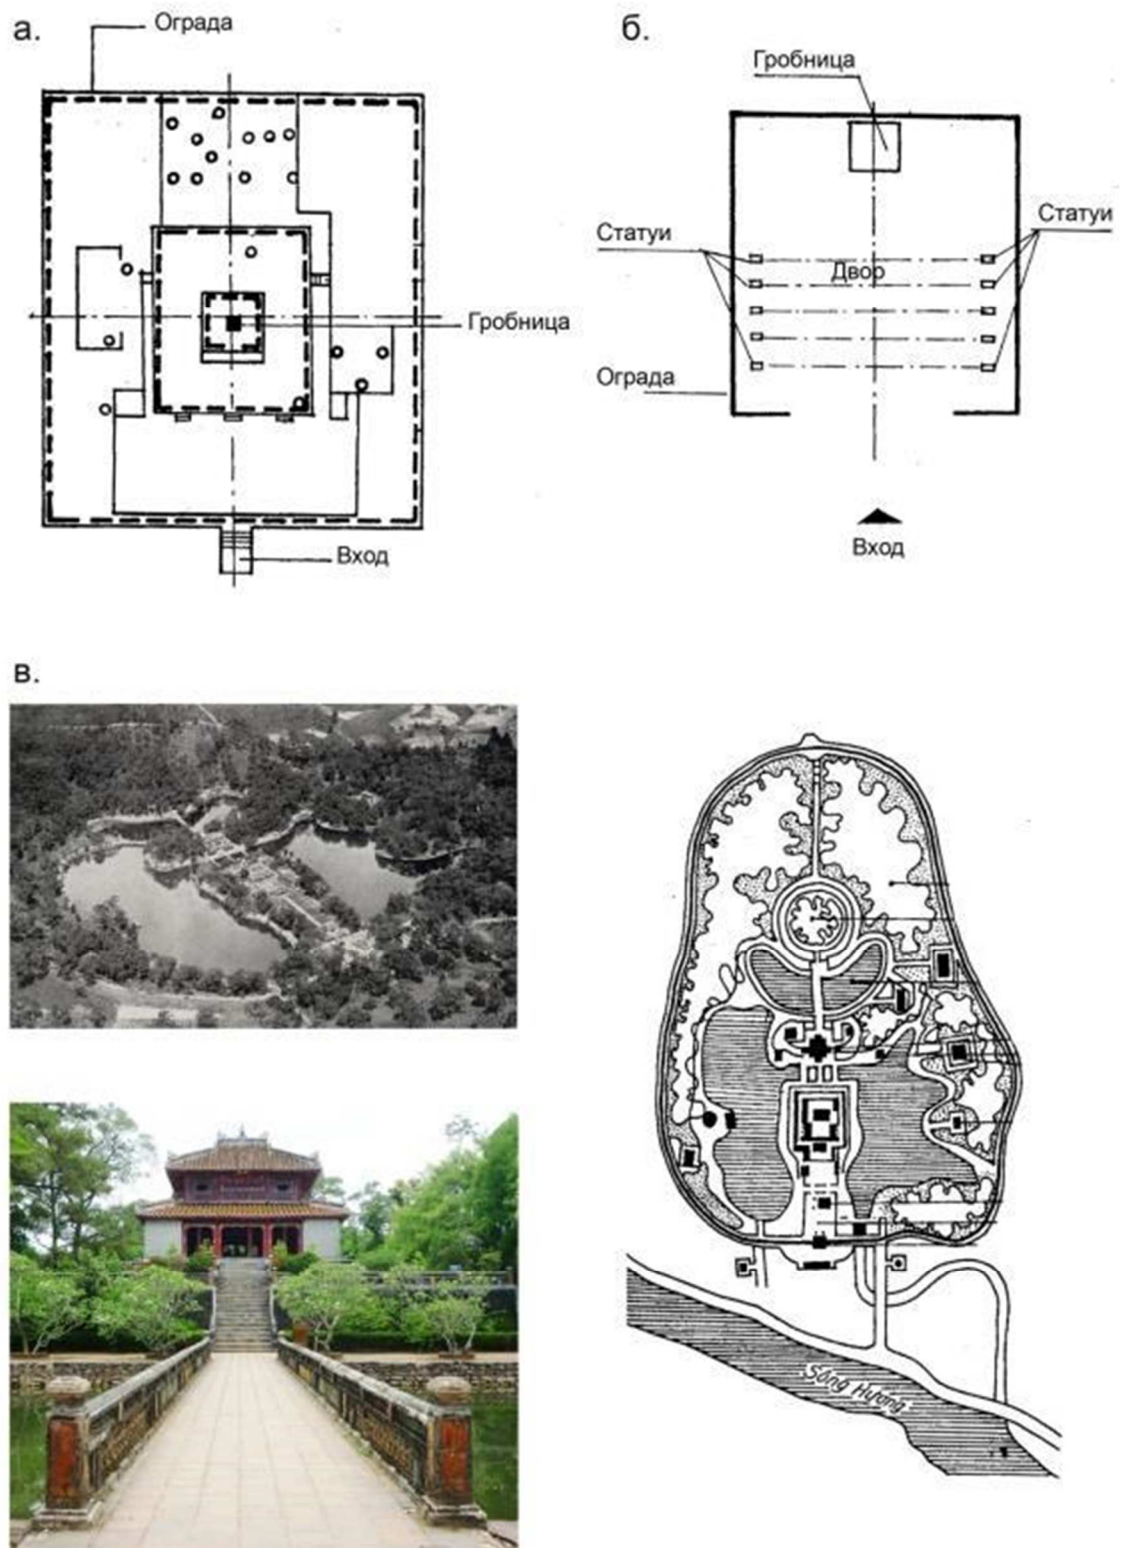 а.
Ограда
Гробница
Вход
б.
Гробница
Статуи
Статуи
Двор
Ограда
Вход
в.
Sông Hương